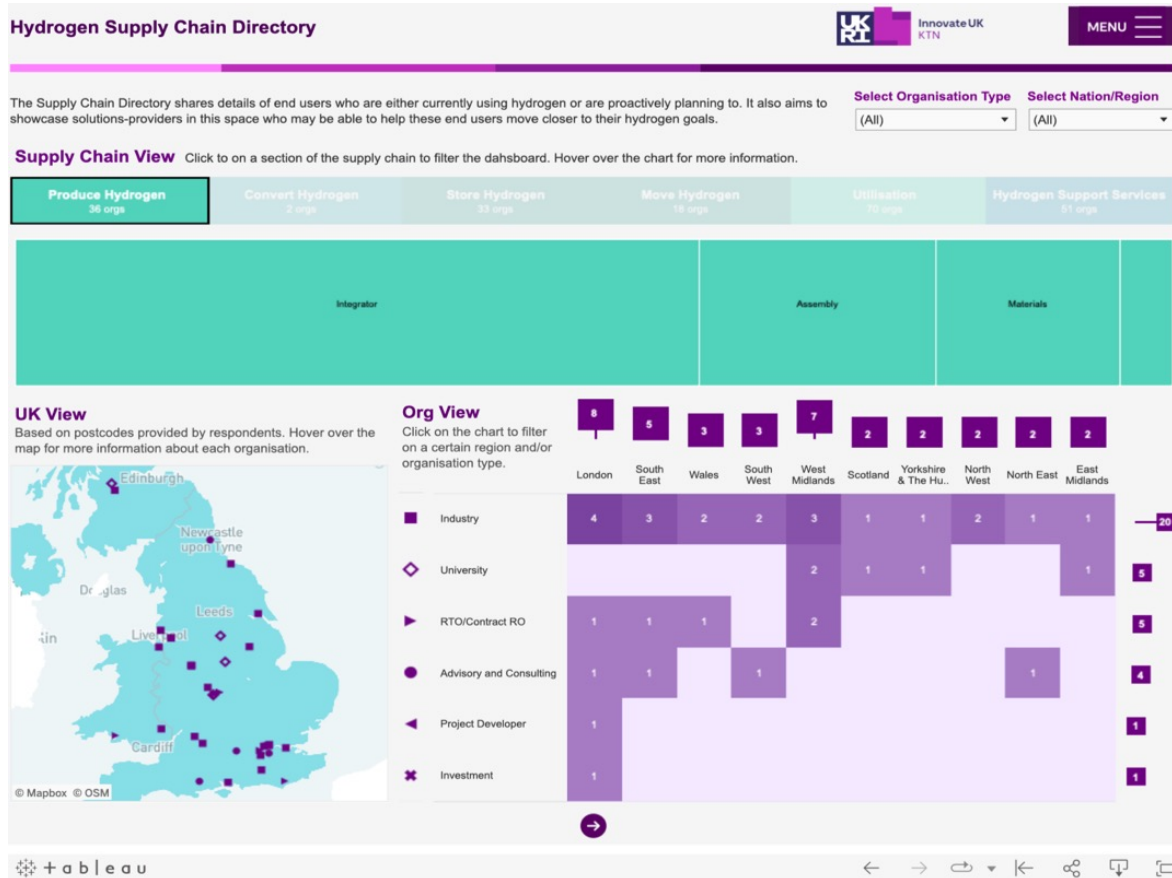 Hydrogen Supply Chain Directory
UK
RI
Innovate UK
KTN
MENU
The Supply Chain Directory shares details of end users who are either currently using hydrogen or are proactively planning to. It also aims to
showcase solutions-providers in this space who may be able to help these end users move closer to their hydrogen goals.
Select Organisation Type
Select Nation/Region
(All)
(All)
Supply Chain View Click to on a section of the supply chain to filter the dahsboard. Hover over the chart for more information.
Produce Hydrogen
36 orgs
Convert Hydrogen
2 orgs
Store Hydrogen
33 orgs
Move Hydrogen
18 orgs
Utilisation
70 orgs
Hydrogen Support Services
51 orgs
Integrator
Assembly
Materials
UK View
Based on postcodes provided by respondents. Hover over the
map for more information about each organisation.
Edinburgh
Newcastle
upon Tyne
Leeds
Cardiff
© Mapbox © OSM
Org View
Click on the chart to filter
on a certain region and/or
organisation type.
8 5 3 3 7 2 2 2 2 2
London South East Wales South West West Midlands Scotland Yorkshire & The Hu.. North West North East East Midlands
Industry 4 3 2 2 3 1 1 2 1 1 20
University 2 1 1 1 5
RTO/Contract RO 1 1 1 2 5
Advisory and Consulting 1 1 1 1 4
Project Developer 1 1
Investment 1 1
+ a b l e a u